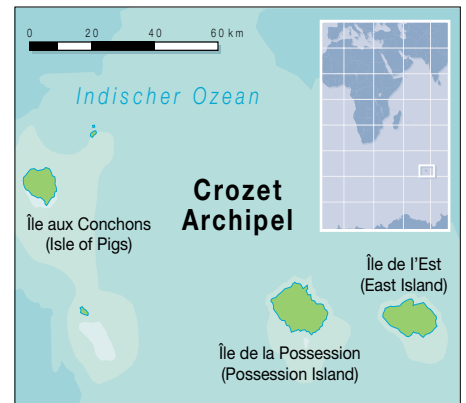 0 20 40 60 km
Indischer Ozean
Crozet
Archipel
Île aux Conchons
(Isle of Pigs)
Île de l'Est
(East Island)
Île de la Possession
(Possession Island)